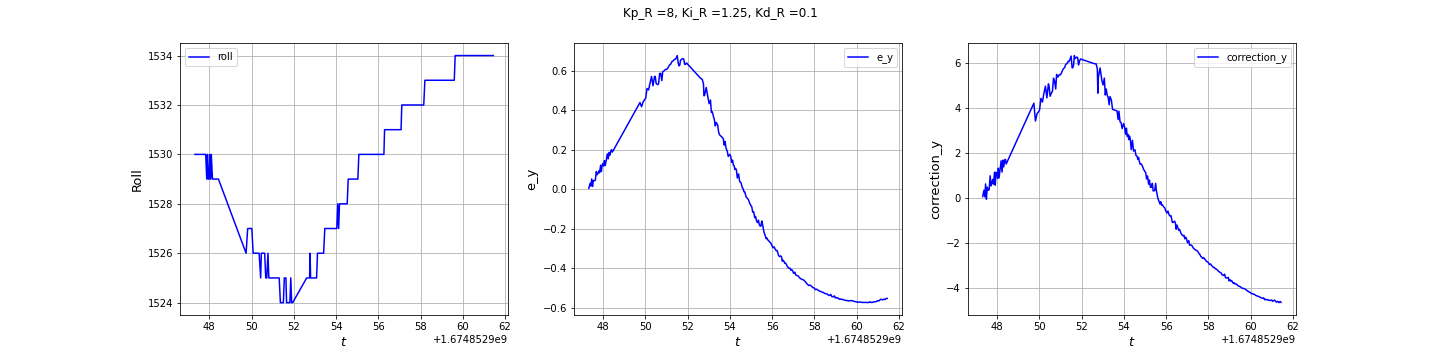 Kp_R =8, Ki_R =1.25, Kd_R =0.1
roll
1534
1532
1530
1528
1526
1524
Roll
48 50 52 54 56 58 60 62
t
+1.6748529e9
e_y
0.6
0.4
0.2
0.0
−0.2
−0.4
−0.6
e_y
48 50 52 54 56 58 60 62
t
+1.6748529e9
correction_y
6
4
2
0
−2
−4
correction_y
48 50 52 54 56 58 60 62
t
+1.6748529e9